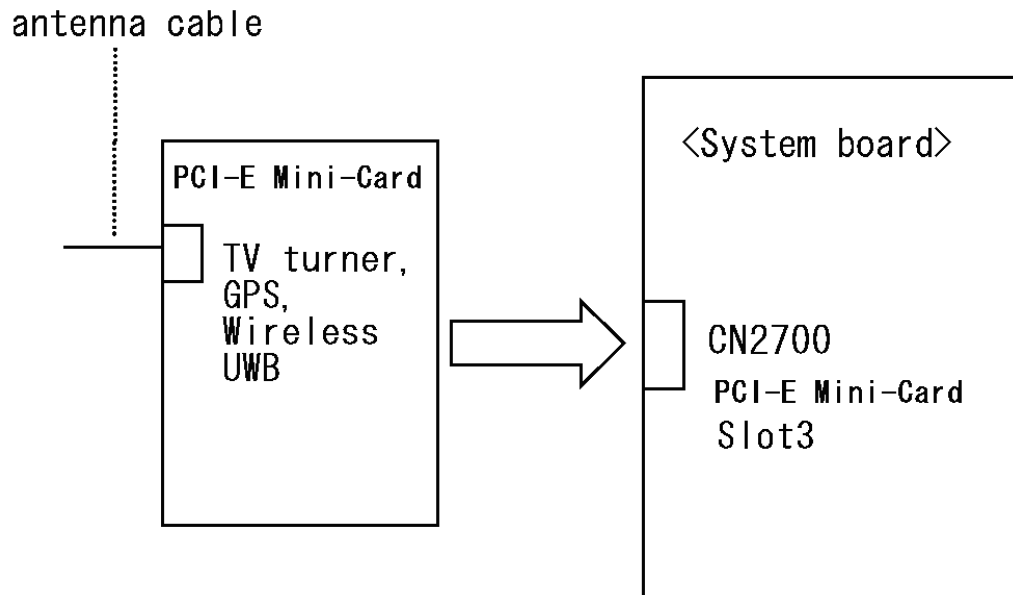 antenna cable
<System board>
PCI-E Mini-Card
TV turner,
GPS,
Wireless
UWB
CN2700
PCI-E Mini-Card
Slot3